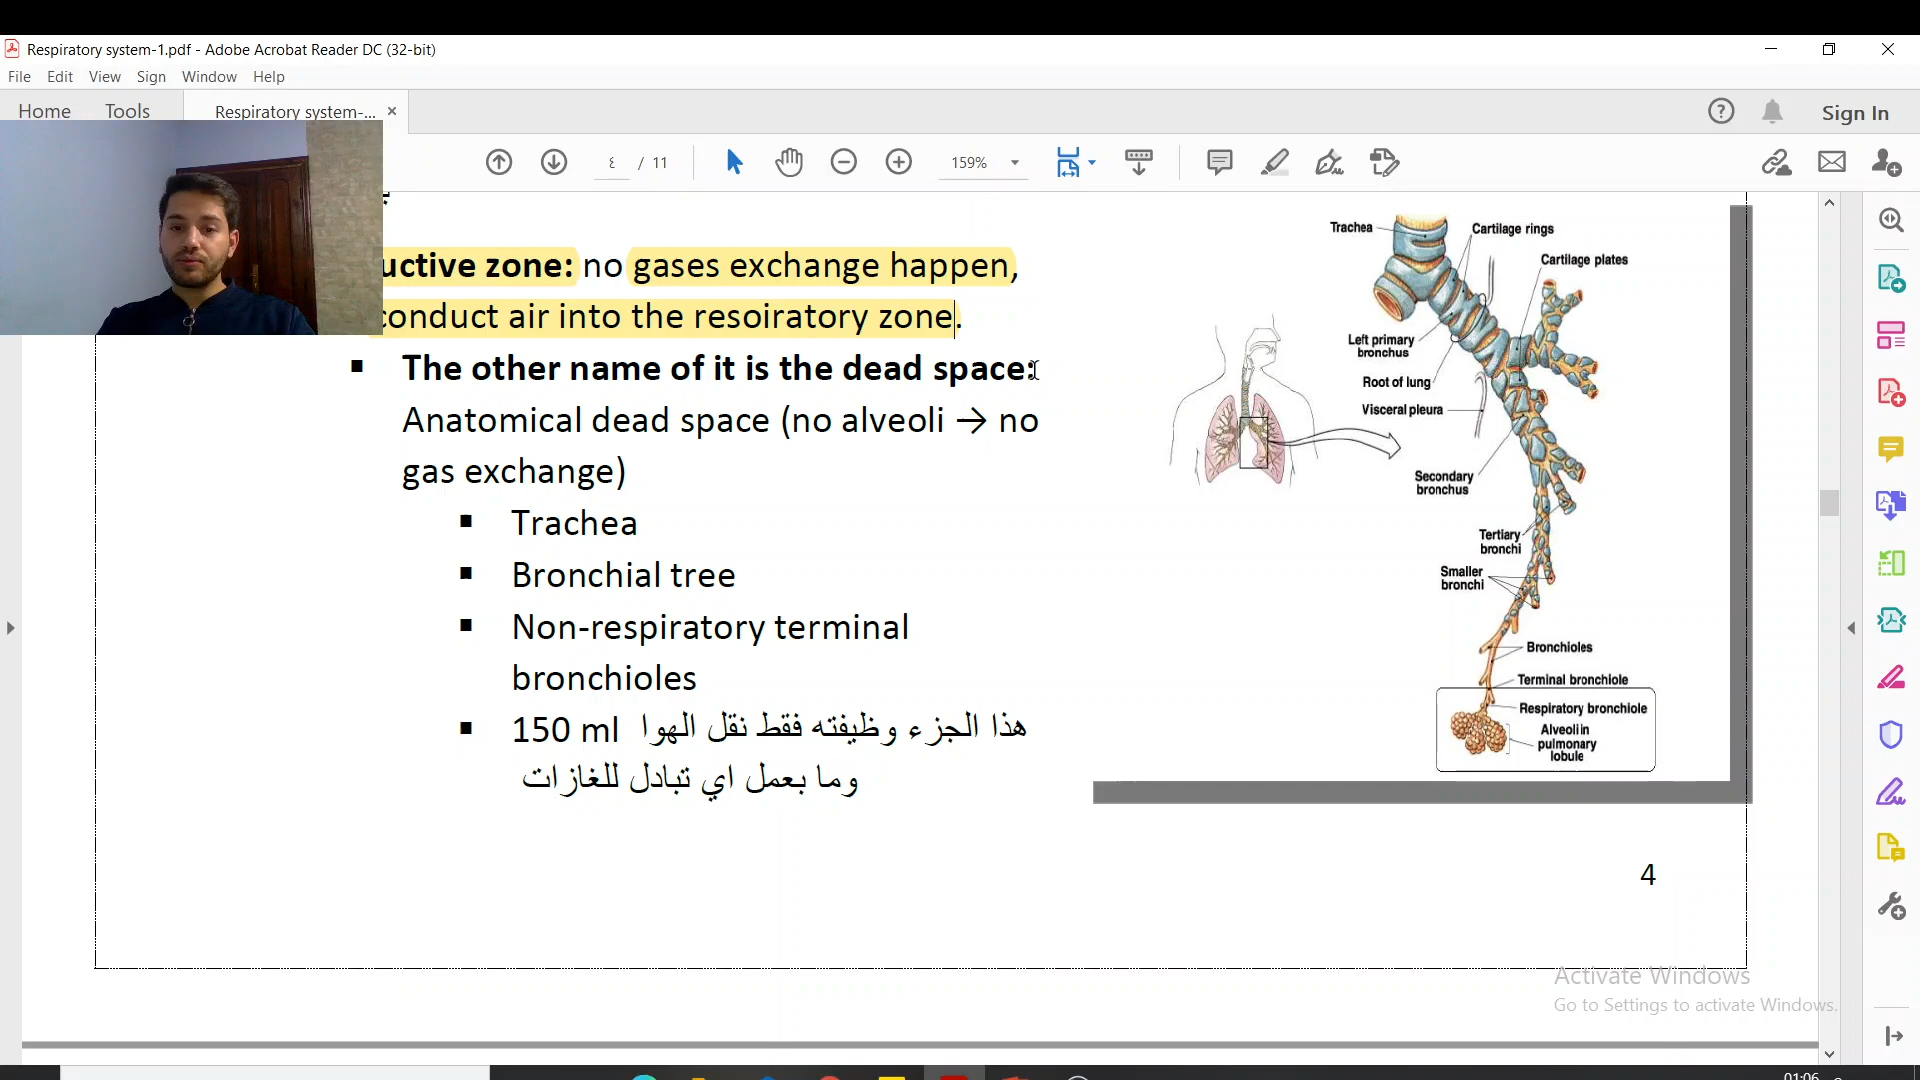 Respiratory system-1.pdf - Adobe Acrobat Reader DC (32-bit)
File Edit View Sign Window Help
Home Tools Respiratory system-... × Sign In
٤ / 11 159%
uctive zone: no gases exchange happen,
conduct air into the resoiratory zone.
▪ The other name of it is the dead space:
Anatomical dead space (no alveoli → no
gas exchange)
▪ Trachea
▪ Bronchial tree
▪ Non-respiratory terminal
bronchioles
▪ 150 ml هذا الجزء وظيفته فقط نقل الهوا
وما بعمل اي تبادل للغازات
Trachea
Cartilage rings
Cartilage plates
Left primary
bronchus
Root of lung
Visceral pleura
Secondary
bronchus
Tertiary
bronchi
Smaller
bronchi
Bronchioles
Terminal bronchiole
Respiratory bronchiole
Alveoli in
pulmonary
lobule
4
Activate Windows
Go to Settings to activate Windows.
01:06